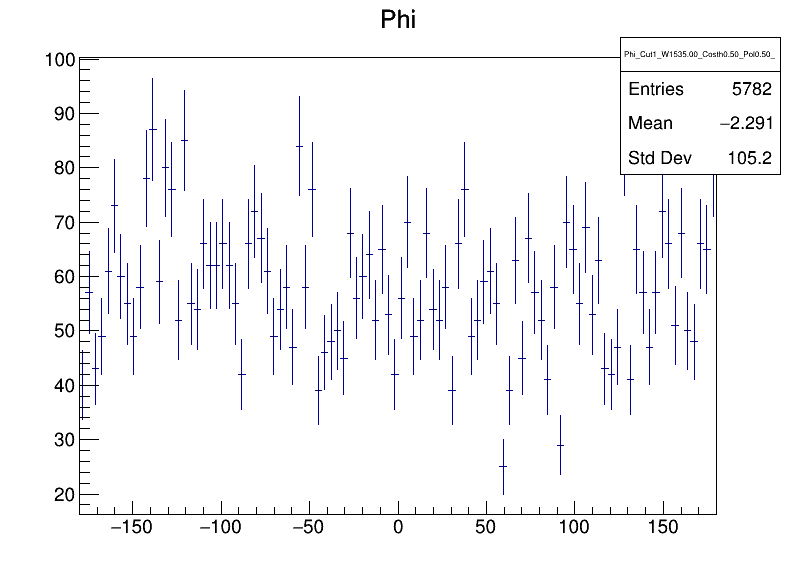 Phi
Phi_Cut1_W1535.00_Costh0.50_Pol0.50_
Entries 5782
Mean −2.291
Std Dev 105.2
100
90
80
70
60
50
40
30
20
−150 −100 −50 0 50 100 150